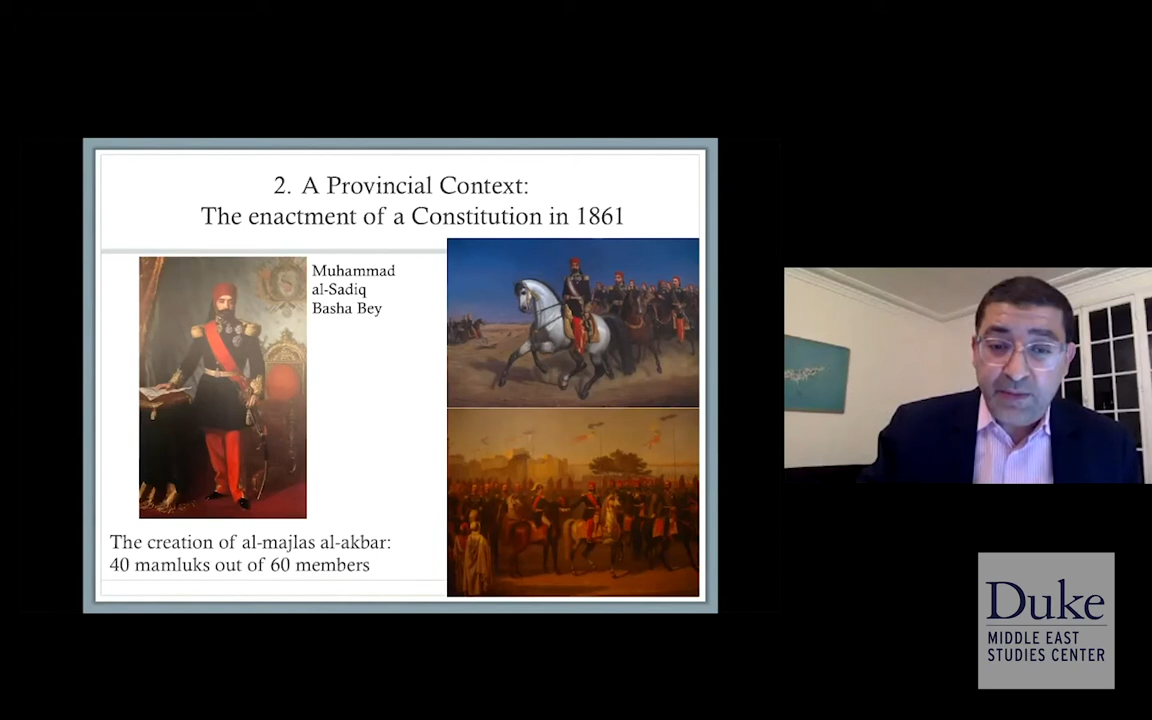 2. A Provincial Context:
The enactment of a Constitution in 1861
Muhammad
al-Sadiq
Basha Bey
The creation of al-majlas al-akbar:
40 mamluks out of 60 members
Duke
MIDDLE EAST
STUDIES CENTER